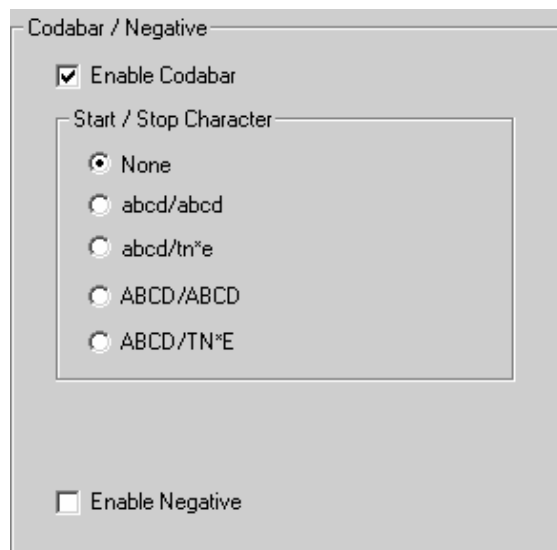 Codabar / Negative
Enable Codabar
Start / Stop Character
None
abcd/abcd
abcd/tn*e
ABCD/ABCD
ABCD/TN*E
Enable Negative